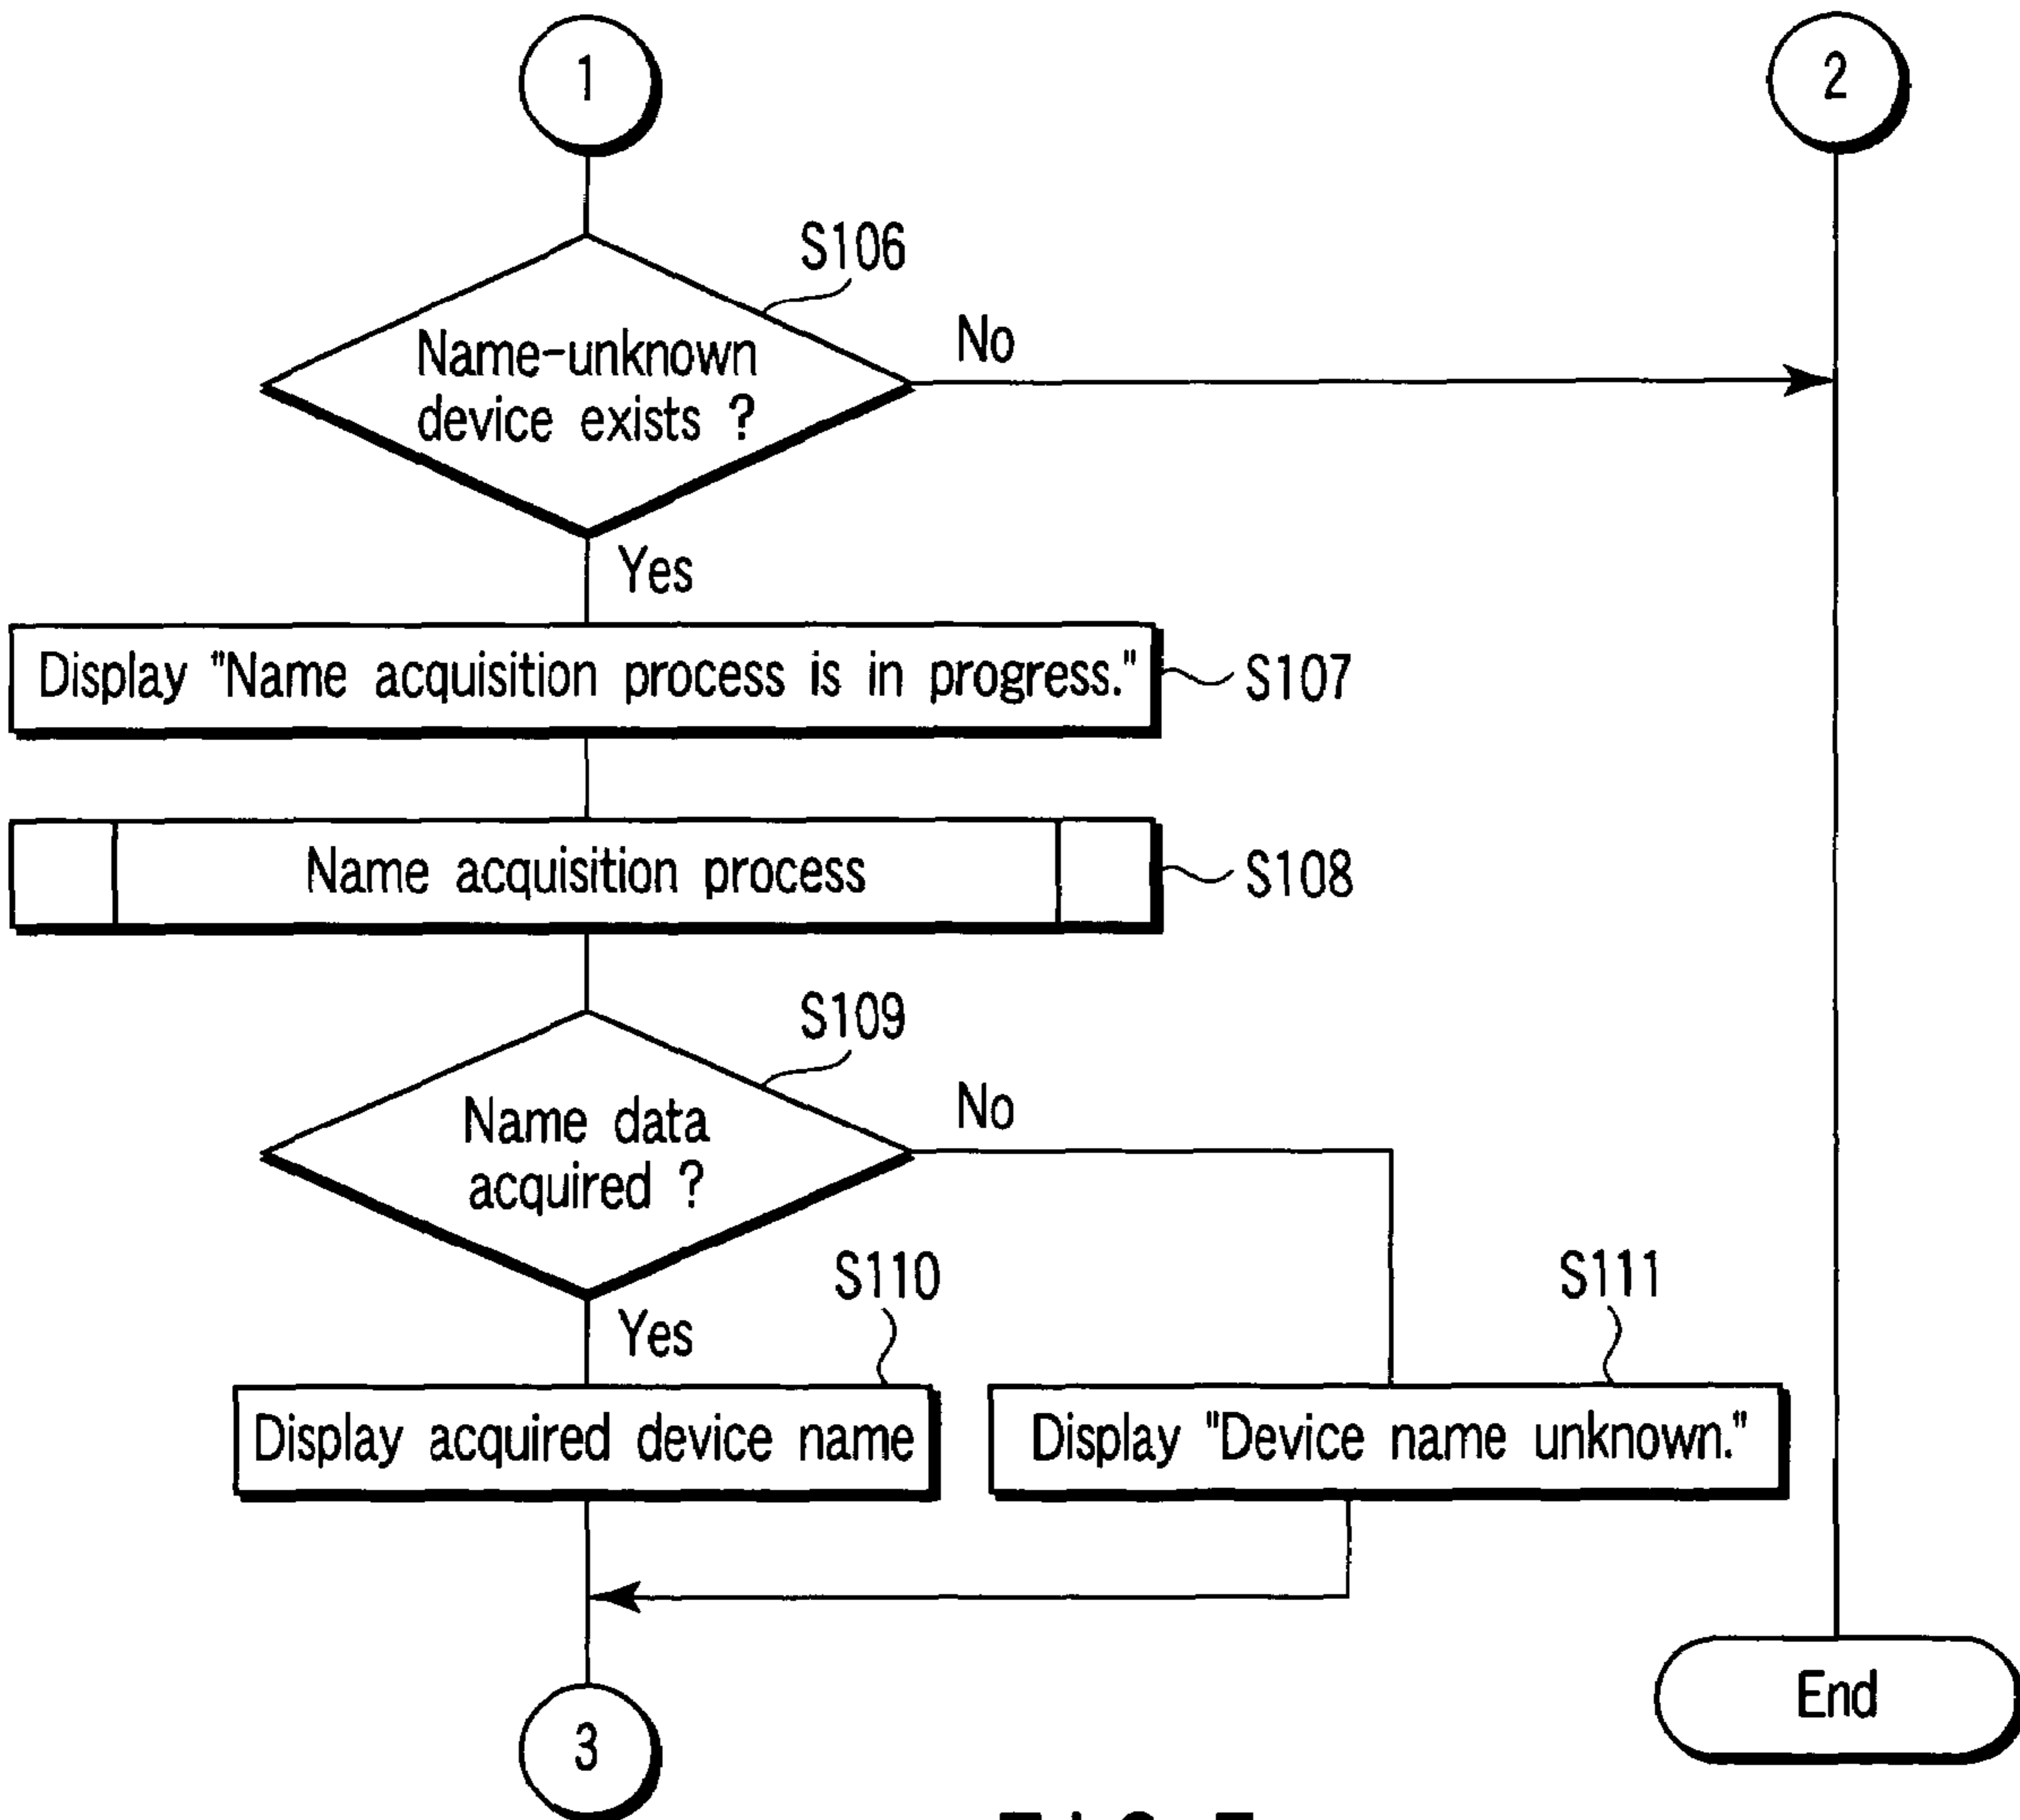 1
2
S106
Name-unknown
device exists ?
No
Yes
Display "Name acquisition process is in progress."
S107
Name acquisition process
S108
S109
Name data
acquired ?
No
Yes
S110
S111
Display acquired device name
Display "Device name unknown."
End
3